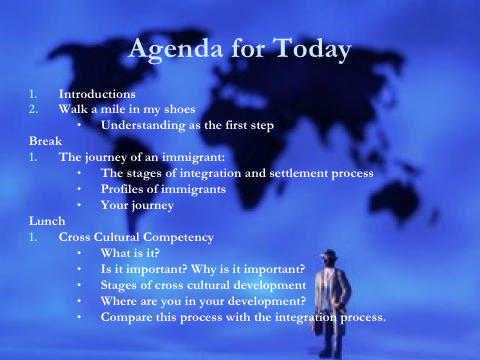 Agenda for Today
1. Introductions
2. Walk a mile in my shoes
• Understanding as the first step
Break
1. The journey of an immigrant:
• The stages of integration and settlement process
• Profiles of immigrants
• Your journey
Lunch
1. Cross Cultural Competency
• What is it?
• Is it important? Why is it important?
• Stages of cross cultural development
• Where are you in your development?
• Compare this process with the integration process.